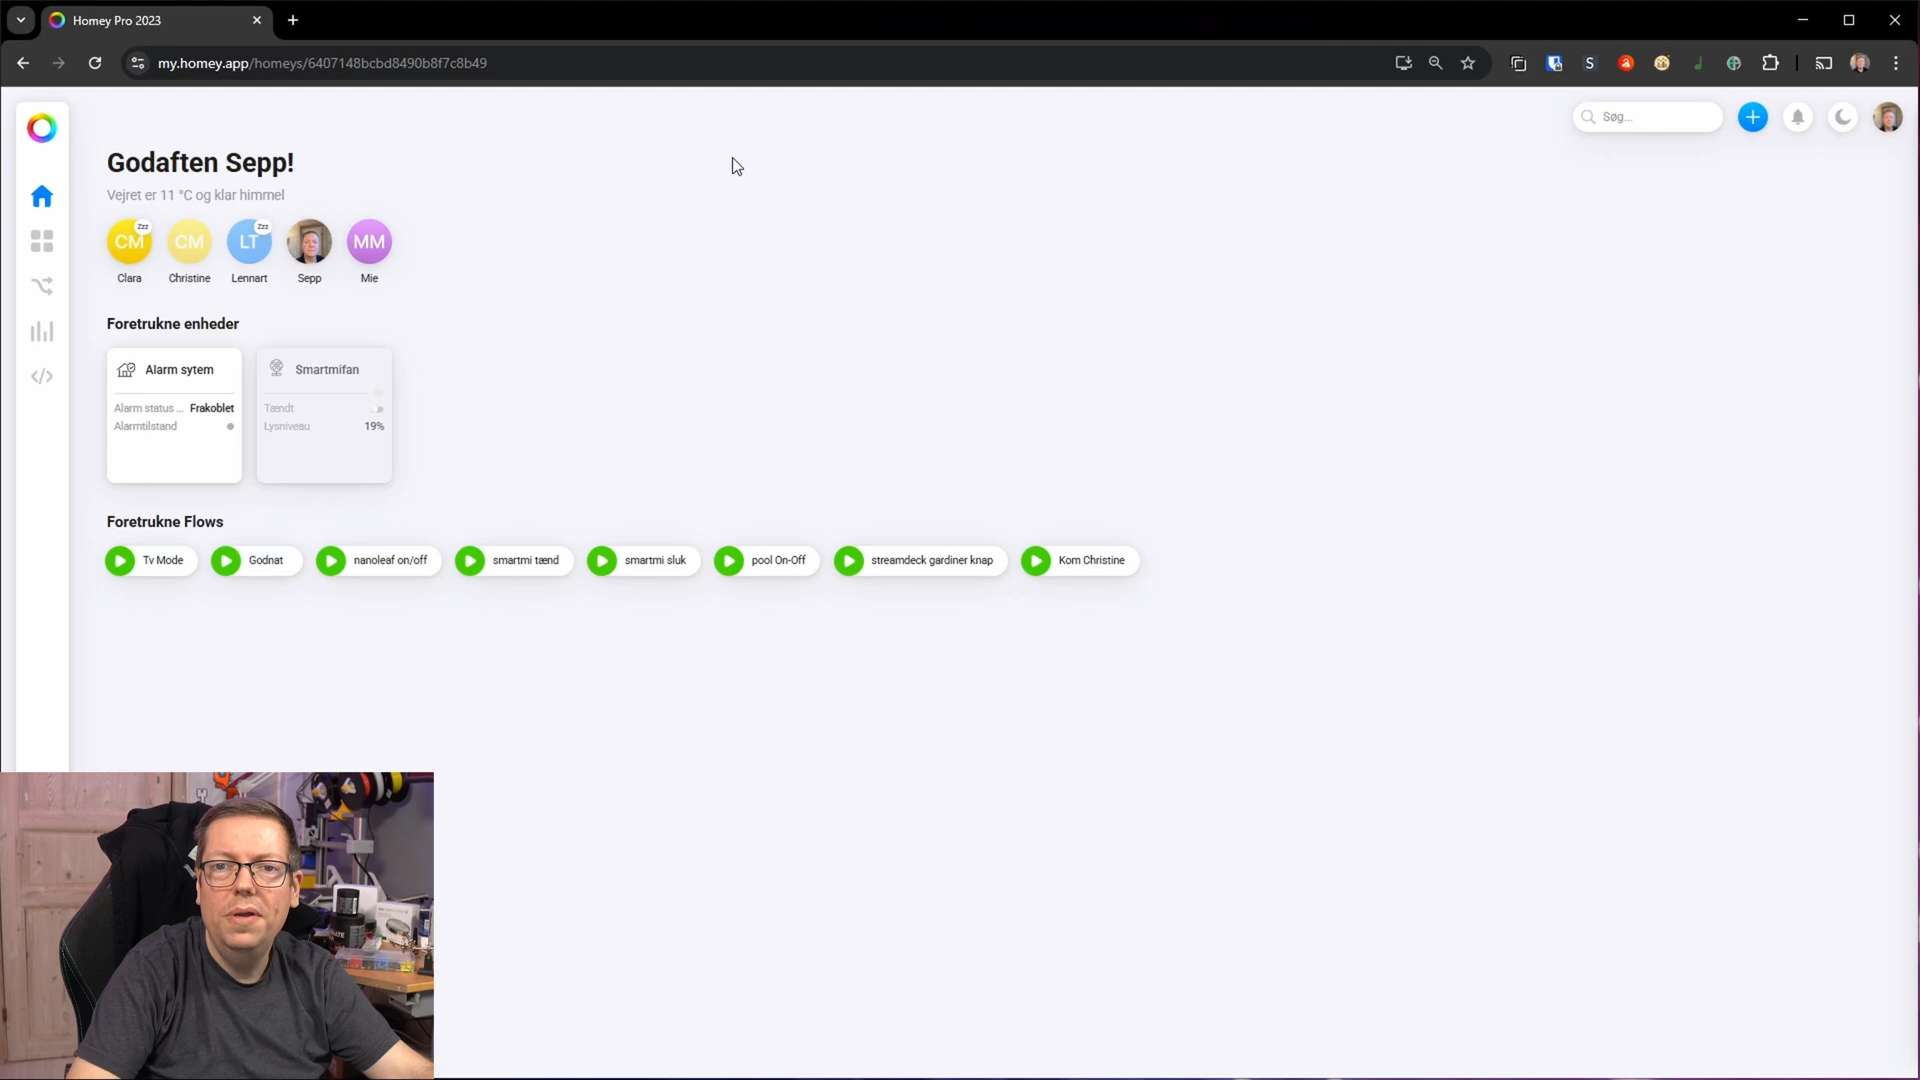 Homey Pro 2023
my.homey.app/homeys/6407148bcbd8490b8f7c8b49
Søg...
Godaften Sepp!
Vejret er 11 °C og klar himmel
CM Zzz
CM
LT Zzz
MM
Clara
Christine
Lennart
Sepp
Mie
Foretrukne enheder
Alarm sytem
Alarm status ... Frakoblet
Alarmtilstand
Smartmifan
Tændt
Lysniveau 19%
Foretrukne Flows
Tv Mode
Godnat
nanoleaf on/off
smartmi tænd
smartmi sluk
pool On-Off
streamdeck gardiner knap
Kom Christine